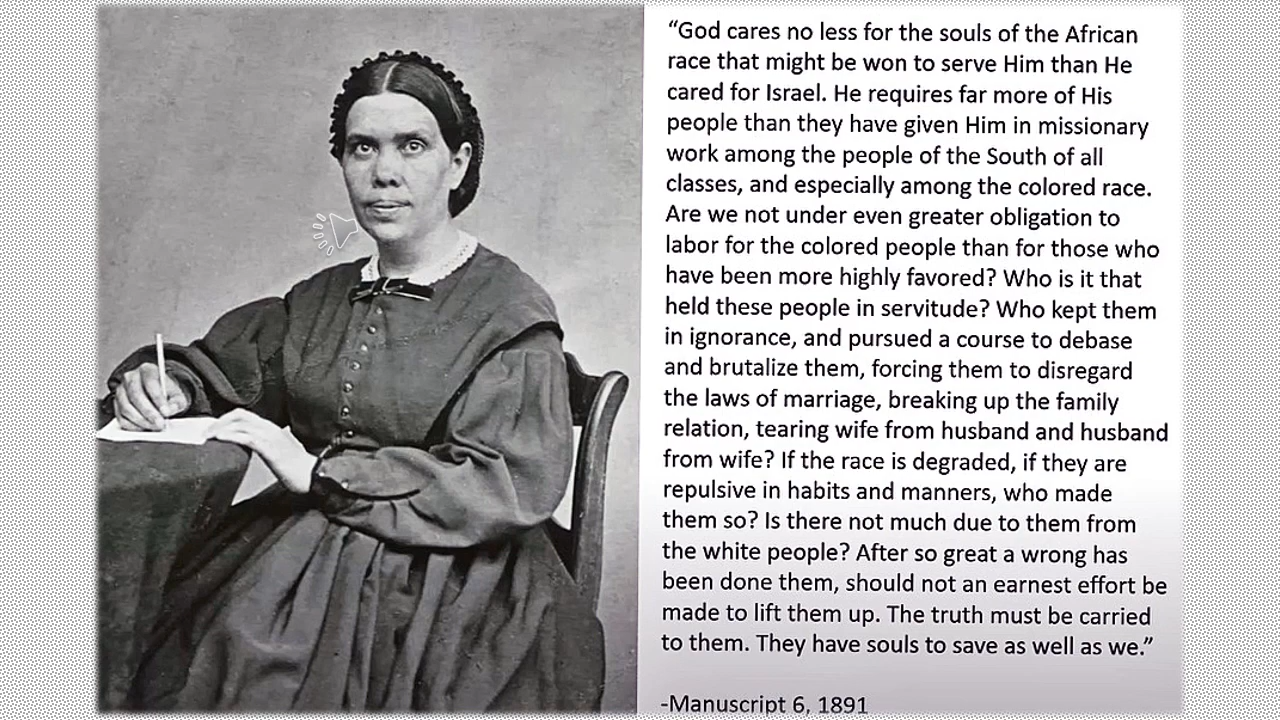 “God cares no less for the souls of the African
race that might be won to serve Him than He
cared for Israel. He requires far more of His
people than they have given Him in missionary
work among the people of the South of all
classes, and especially among the colored race.
Are we not under even greater obligation to
labor for the colored people than for those who
have been more highly favored? Who is it that
held these people in servitude? Who kept them
in ignorance, and pursued a course to debase
and brutalize them, forcing them to disregard
the laws of marriage, breaking up the family
relation, tearing wife from husband and husband
from wife? If the race is degraded, if they are
repulsive in habits and manners, who made
them so? Is there not much due to them from
the white people? After so great a wrong has
been done them, should not an earnest effort be
made to lift them up. The truth must be carried
to them. They have souls to save as well as we.”
-Manuscript 6, 1891